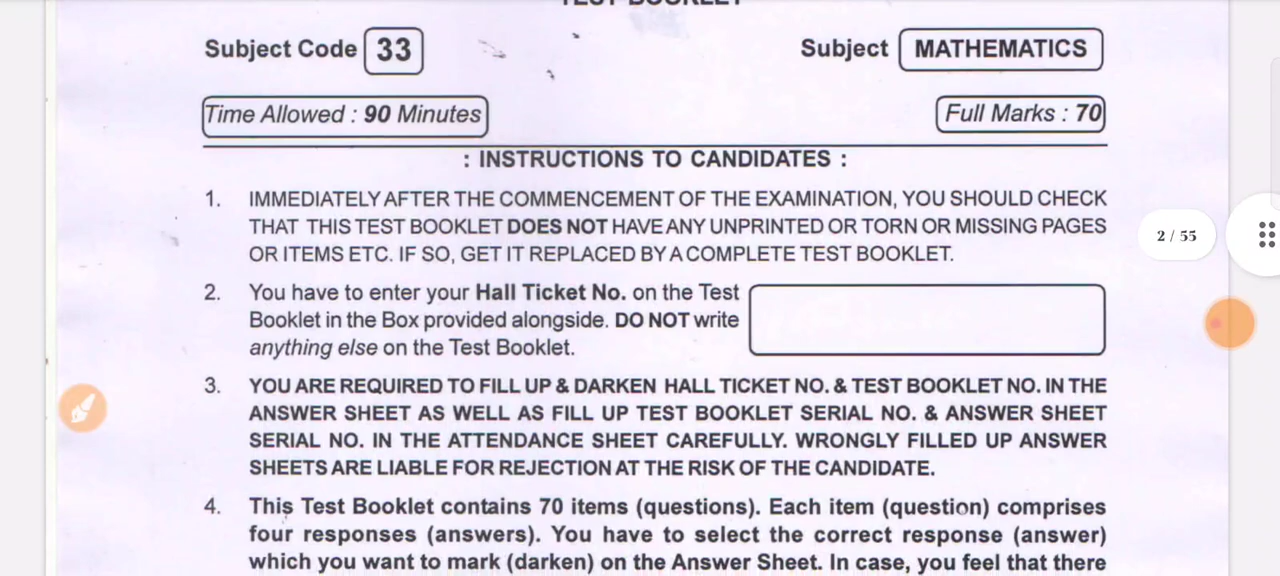 TEST BOOKLET
Subject Code 33
Subject MATHEMATICS
Time Allowed : 90 Minutes
Full Marks : 70
: INSTRUCTIONS TO CANDIDATES :
1. IMMEDIATELY AFTER THE COMMENCEMENT OF THE EXAMINATION, YOU SHOULD CHECK
THAT THIS TEST BOOKLET DOES NOT HAVE ANY UNPRINTED OR TORN OR MISSING PAGES
OR ITEMS ETC. IF SO, GET IT REPLACED BY A COMPLETE TEST BOOKLET.
2 / 55
2. You have to enter your Hall Ticket No. on the Test
Booklet in the Box provided alongside. DO NOT write
anything else on the Test Booklet.
3. YOU ARE REQUIRED TO FILL UP & DARKEN HALL TICKET NO. & TEST BOOKLET NO. IN THE
ANSWER SHEET AS WELL AS FILL UP TEST BOOKLET SERIAL NO. & ANSWER SHEET
SERIAL NO. IN THE ATTENDANCE SHEET CAREFULLY. WRONGLY FILLED UP ANSWER
SHEETS ARE LIABLE FOR REJECTION AT THE RISK OF THE CANDIDATE.
4. This Test Booklet contains 70 items (questions). Each item (question) comprises
four responses (answers). You have to select the correct response (answer)
which you want to mark (darken) on the Answer Sheet. In case, you feel that there